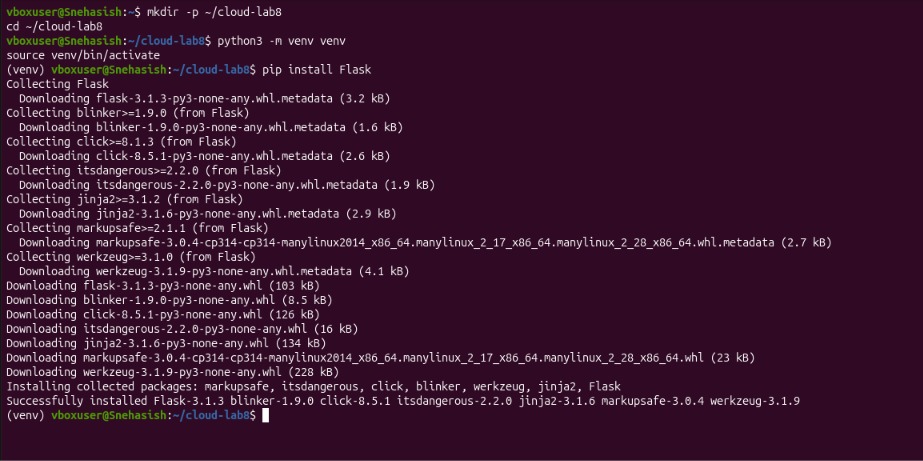 vboxuser@Snehasish:~$ mkdir -p ~/cloud-lab8
cd ~/cloud-lab8
vboxuser@Snehasish:~/cloud-lab8$ python3 -m venv venv
source venv/bin/activate
(venv) vboxuser@Snehasish:~/cloud-lab8$ pip install Flask
Collecting Flask
  Downloading flask-3.1.3-py3-none-any.whl.metadata (3.2 kB)
Collecting blinker>=1.9.0 (from Flask)
  Downloading blinker-1.9.0-py3-none-any.whl.metadata (1.6 kB)
Collecting click>=8.1.3 (from Flask)
  Downloading click-8.5.1-py3-none-any.whl.metadata (2.6 kB)
Collecting itsdangerous>=2.2.0 (from Flask)
  Downloading itsdangerous-2.2.0-py3-none-any.whl.metadata (1.9 kB)
Collecting jinja2>=3.1.2 (from Flask)
  Downloading jinja2-3.1.6-py3-none-any.whl.metadata (2.9 kB)
Collecting markupsafe>=2.1.1 (from Flask)
  Downloading markupsafe-3.0.4-cp314-cp314-manylinux2014_x86_64.manylinux_2_17_x86_64.manylinux_2_28_x86_64.whl.metadata (2.7 kB)
Collecting werkzeug>=3.1.0 (from Flask)
  Downloading werkzeug-3.1.9-py3-none-any.whl.metadata (4.1 kB)
Downloading flask-3.1.3-py3-none-any.whl (103 kB)
Downloading blinker-1.9.0-py3-none-any.whl (8.5 kB)
Downloading click-8.5.1-py3-none-any.whl (126 kB)
Downloading itsdangerous-2.2.0-py3-none-any.whl (16 kB)
Downloading jinja2-3.1.6-py3-none-any.whl (134 kB)
Downloading markupsafe-3.0.4-cp314-cp314-manylinux2014_x86_64.manylinux_2_17_x86_64.manylinux_2_28_x86_64.whl (23 kB)
Downloading werkzeug-3.1.9-py3-none-any.whl (228 kB)
Installing collected packages: markupsafe, itsdangerous, click, blinker, werkzeug, jinja2, Flask
Successfully installed Flask-3.1.3 blinker-1.9.0 click-8.5.1 itsdangerous-2.2.0 jinja2-3.1.6 markupsafe-3.0.4 werkzeug-3.1.9
(venv) vboxuser@Snehasish:~/cloud-lab8$